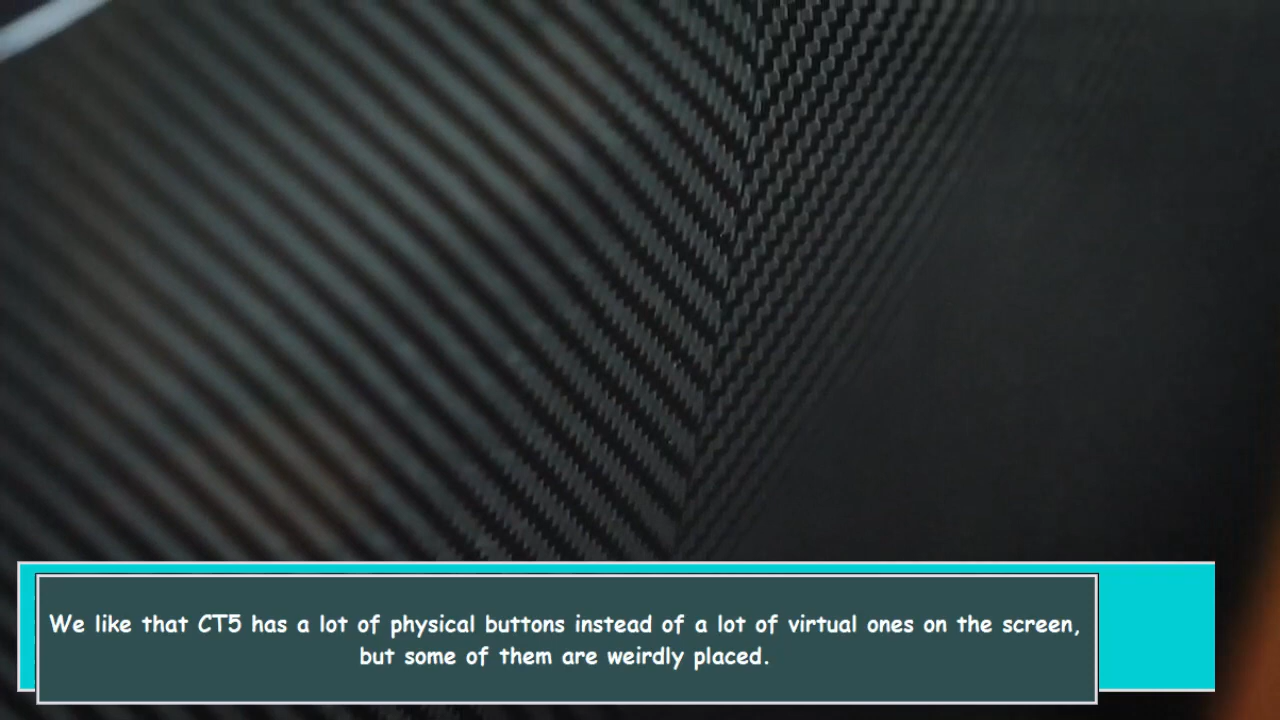 We like that CT5 has a lot of physical buttons instead of a lot of virtual ones on the screen,
but some of them are weirdly placed.